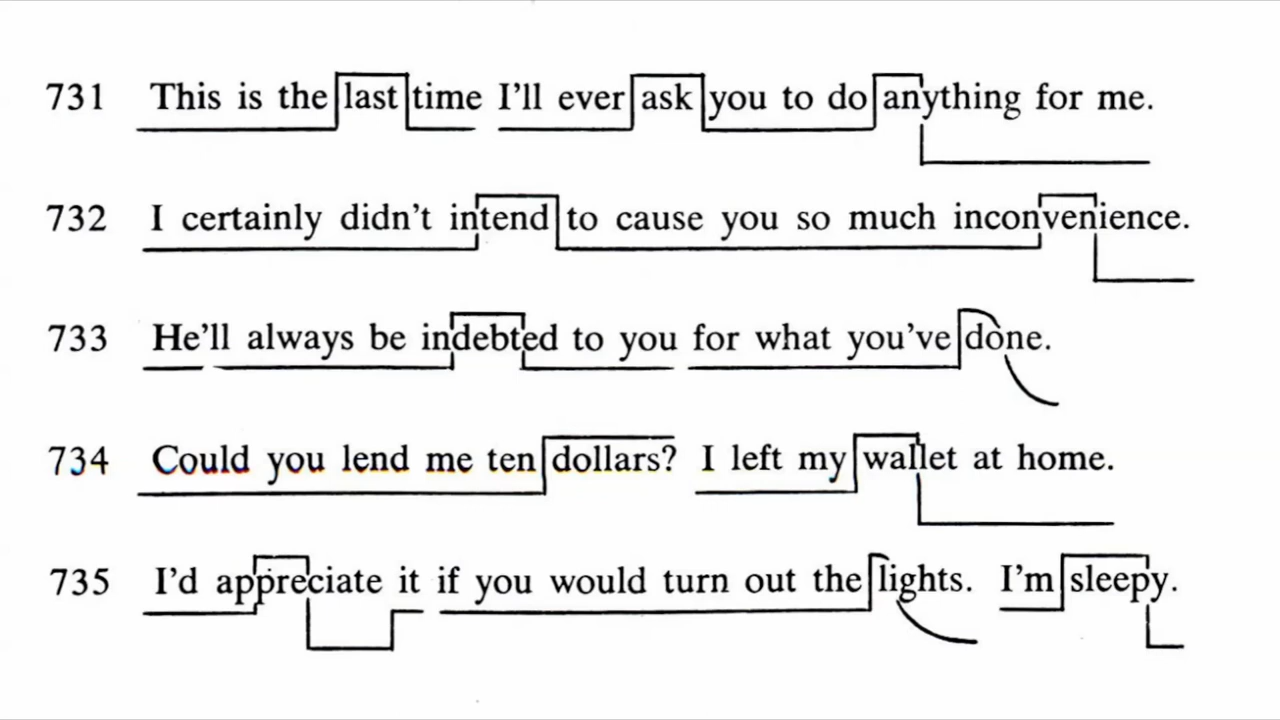 731 This is the last time I'll ever ask you to do anything for me.
732 I certainly didn't intend to cause you so much inconvenience.
733 He'll always be indebted to you for what you've done.
734 Could you lend me ten dollars? I left my wallet at home.
735 I'd appreciate it if you would turn out the lights. I'm sleepy.